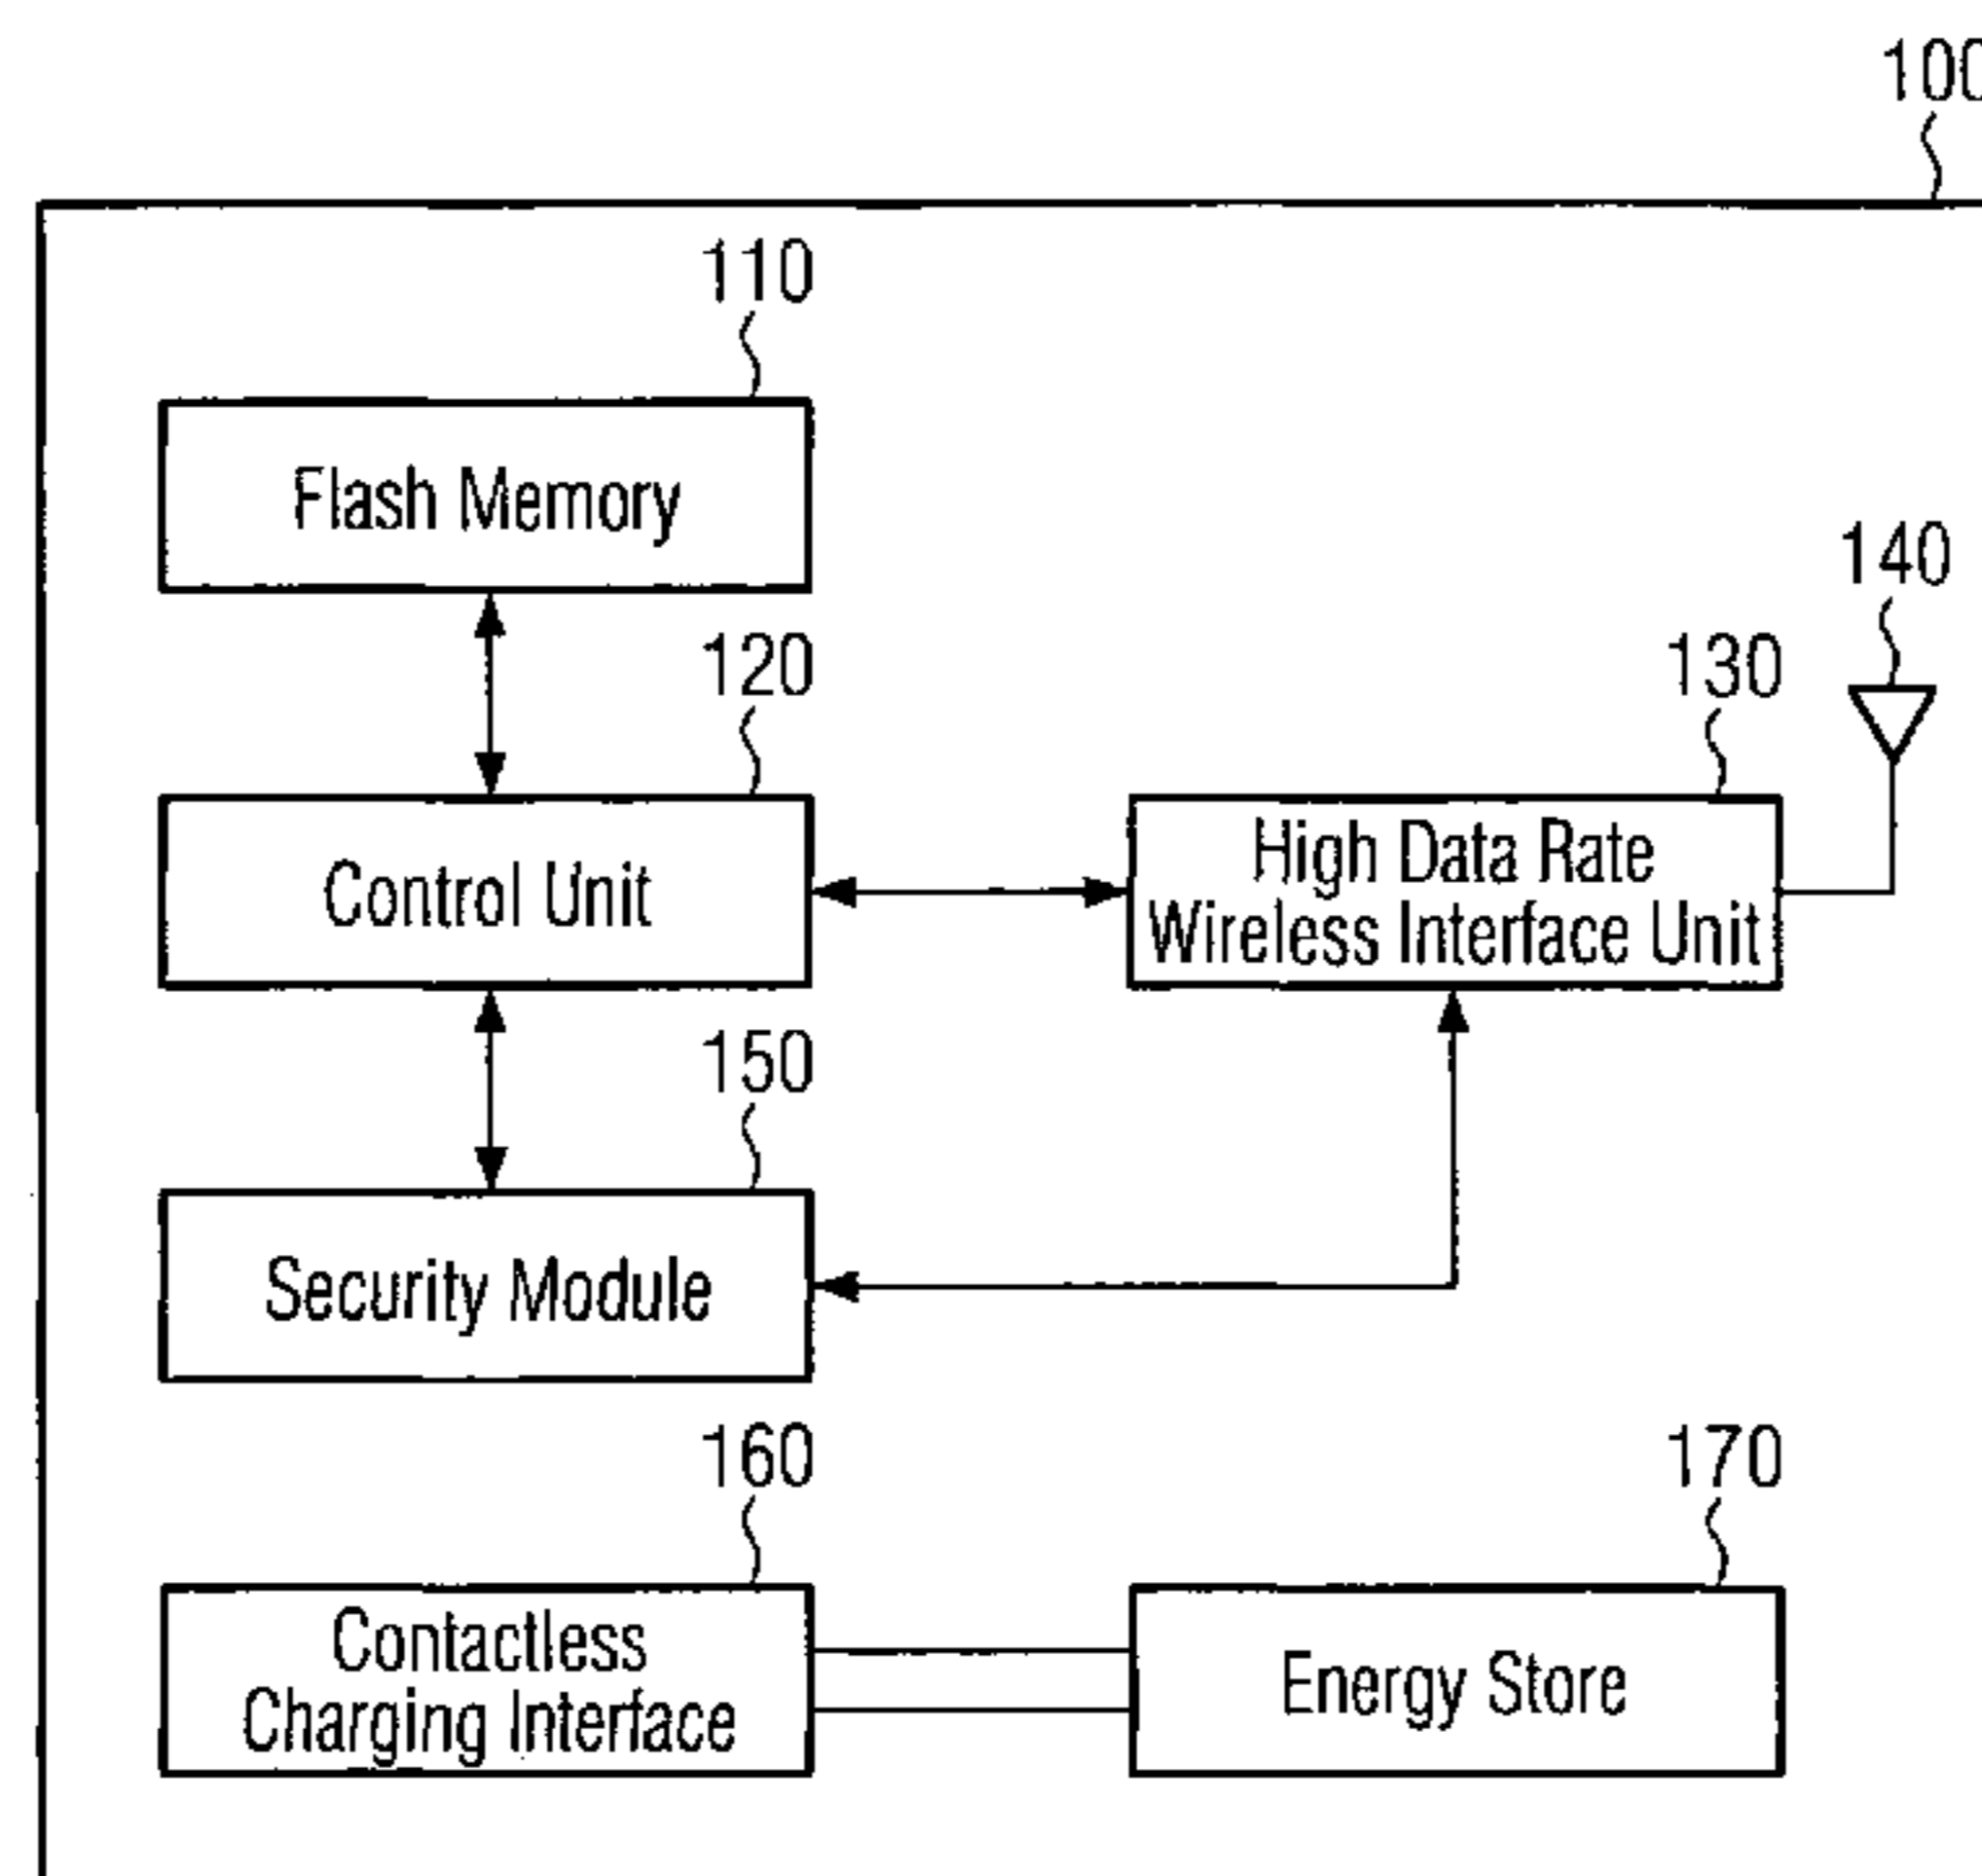 100
110
Flash Memory
140
120
130
Control Unit
High Data Rate
Wireless Interface Unit
150
Security Module
160
170
Contactless
Charging Interface
Energy Store